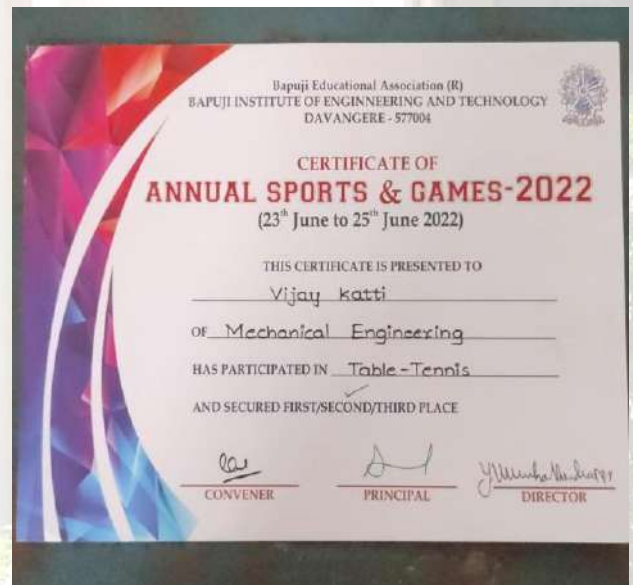 Bapuji Educational Association (R)
BAPUJI INSTITUTE OF ENGINNEERING AND TECHNOLOGY
DAVANGERE - 577004
CERTIFICATE OF
ANNUAL SPORTS & GAMES-2022
(23th June to 25th June 2022)
THIS CERTIFICATE IS PRESENTED TO
Vijay Katti
OF Mechanical Engineering
HAS PARTICIPATED IN Table-Tennis
AND SECURED FIRST/SECOND/THIRD PLACE
CONVENER PRINCIPAL DIRECTOR